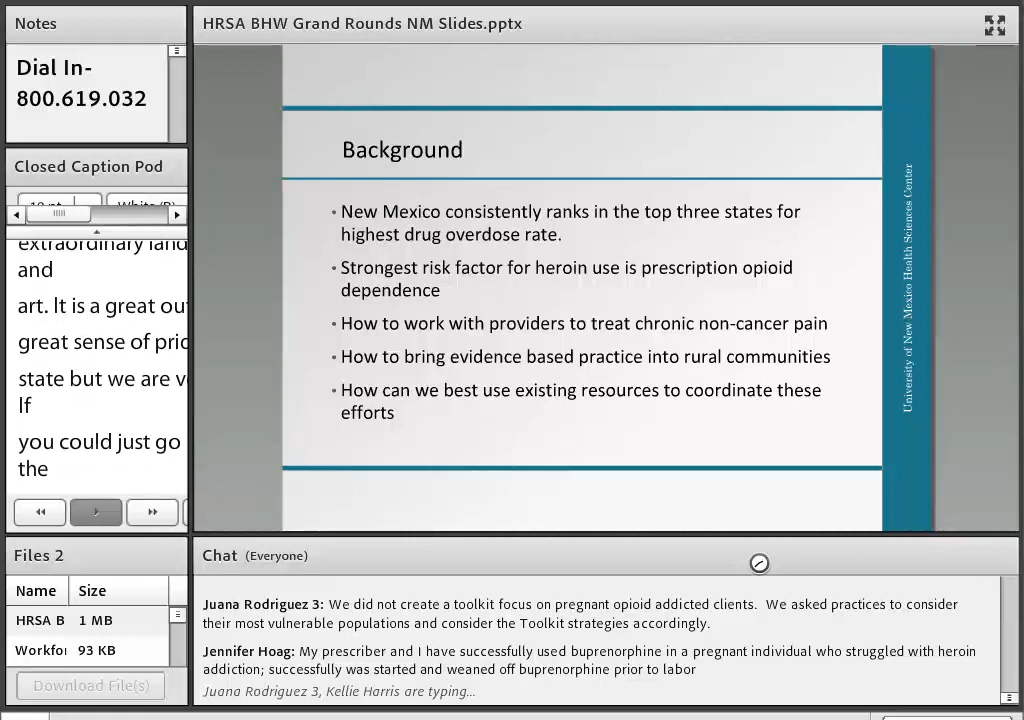 Notes
Dial In-
800.619.032
Closed Caption Pod
extraordinary land
and
art. It is a great
great sense of
state but we are
If
you could just go
the
Files 2
Name Size
HRSA B 1 MB
93 KB
Download File(s)
HRSA BHW Grand Rounds NM Slides.pptx
Background
• New Mexico consistently ranks in the top three states for
highest drug overdose rate.
• Strongest risk factor for heroin use is prescription opioid
dependence
• How to work with providers to treat chronic non-cancer pain
• How to bring evidence based practice into rural communities
• How can we best use existing resources to coordinate these
efforts
University of New Mexico Health Sciences Center
Chat (Everyone)
Juana Rodriguez 3: We did not create a toolkit focus on pregnant opioid addicted clients. We asked practices to consider
their most vulnerable populations and consider the Toolkit strategies accordingly.
Jennifer Hoag: My prescriber and I have successfully used buprenorphine in a pregnant individual who struggled with heroin
addiction; successfully was started and weaned off buprenorphine prior to labor
Juana Rodriguez 3, Kellie Harris are typing...